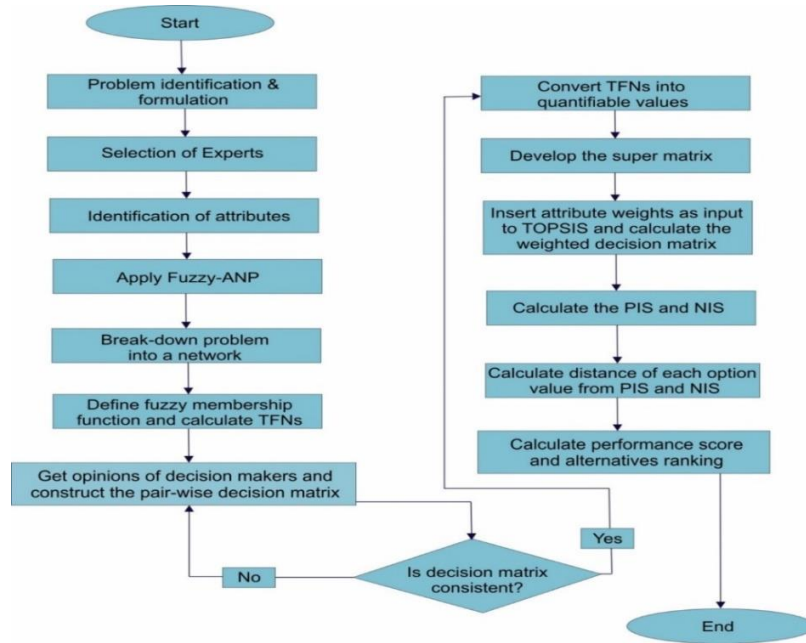 Start
Problem identification &
formulation
Selection of Experts
Identification of attributes
Apply Fuzzy-ANP
Break-down problem
into a network
Define fuzzy membership
function and calculate TFNs
Get opinions of decision makers and
construct the pair-wise decision matrix
Is decision matrix
consistent?
No
Yes
Convert TFNs into
quantifiable values
Develop the super matrix
Insert attribute weights as input
to TOPSIS and calculate the
weighted decision matrix
Calculate the PIS and NIS
Calculate distance of each option
value from PIS and NIS
Calculate performance score
and alternatives ranking
End